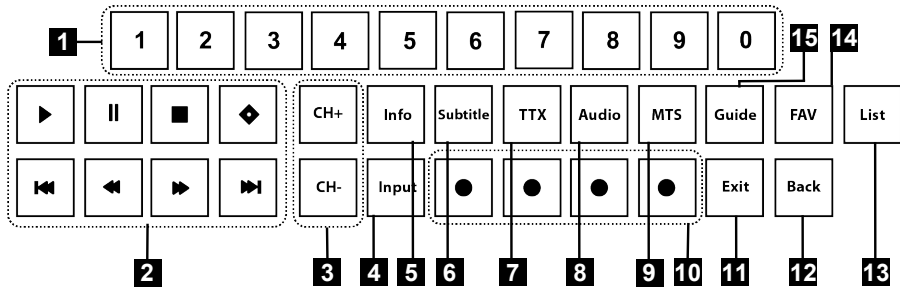 1 1 2 3 4 5 6 7 8 9 0 15 14
CH+ Info Subtitle TTX Audio MTS Guide FAV List
CH- Input Exit Back
2 3 4 5 6 7 8 9 10 11 12 13